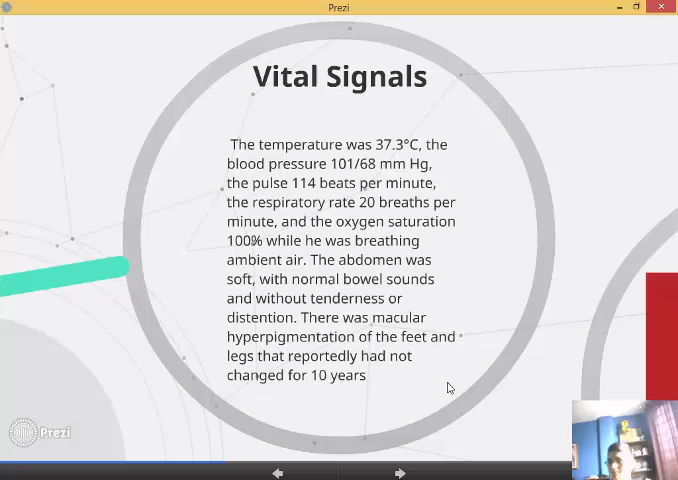 Prezi
Vital Signals
The temperature was 37.3°C, the
blood pressure 101/68 mm Hg,
the pulse 114 beats per minute,
the respiratory rate 20 breaths per
minute, and the oxygen saturation
100% while he was breathing
ambient air. The abdomen was
soft, with normal bowel sounds
and without tenderness or
distention. There was macular
hyperpigmentation of the feet and
legs that reportedly had not
changed for 10 years
Prezi